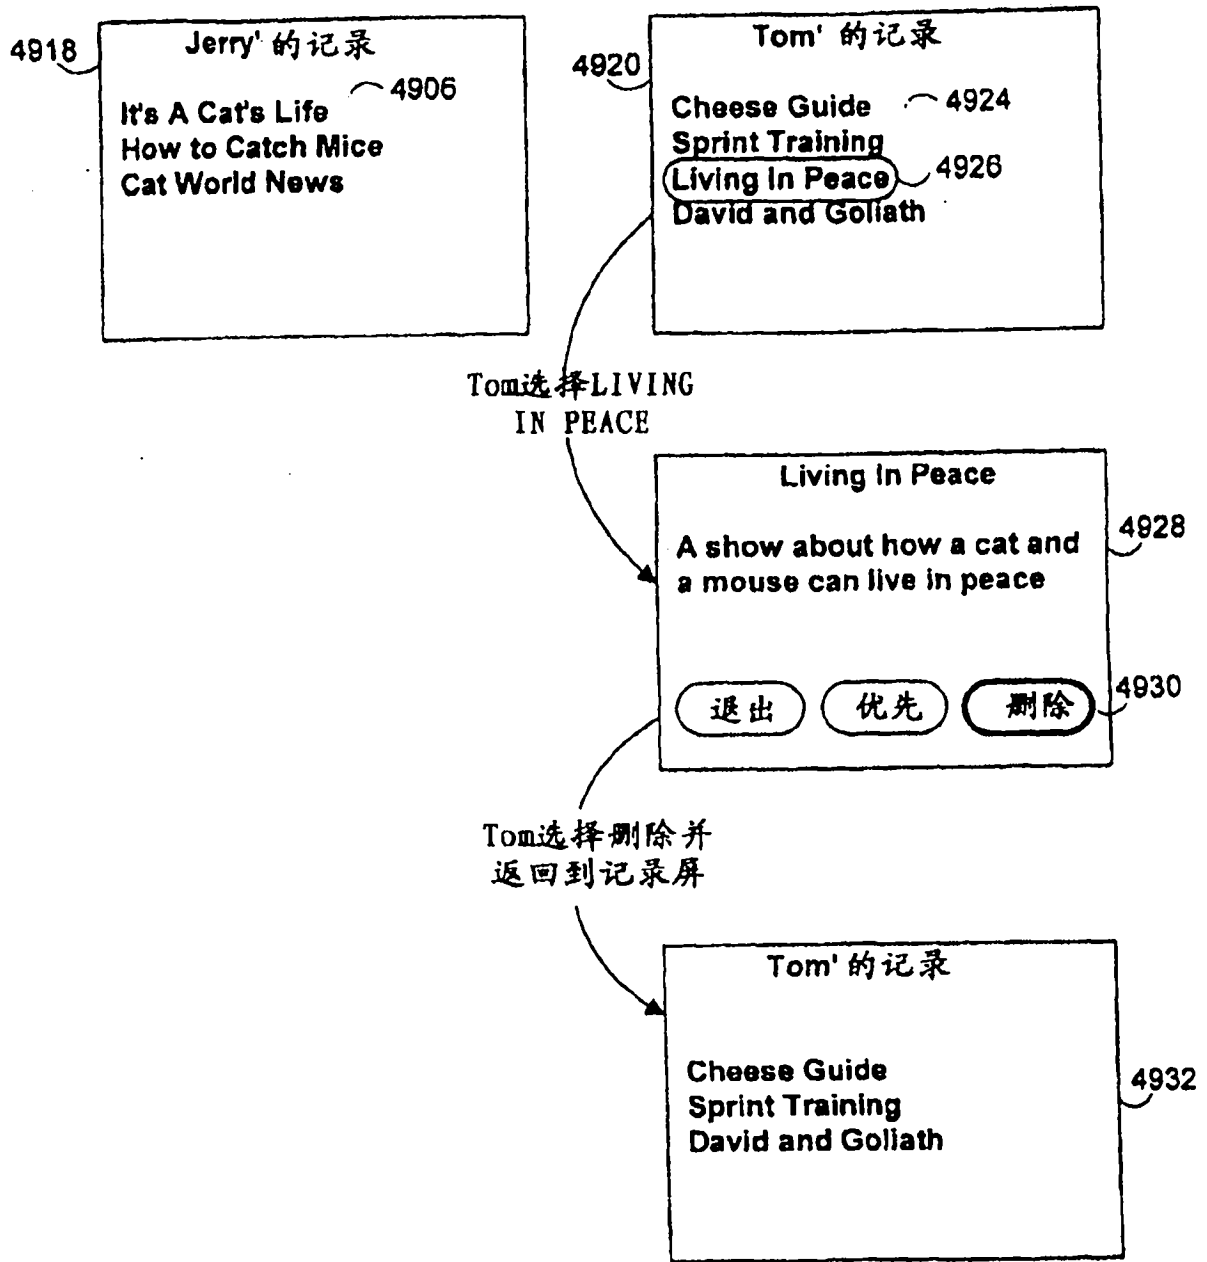 4918
Jerry' 的记录
4906
It's A Cat's Life
How to Catch Mice
Cat World News
4920
Tom' 的记录
Cheese Guide
4924
Sprint Training
Living In Peace
4926
David and Goliath
Tom选择LIVING
IN PEACE
Living In Peace
4928
A show about how a cat and
a mouse can live in peace
退出
优先
删除
4930
Tom选择删除并
返回到记录屏
Tom' 的记录
Cheese Guide
Sprint Training
David and Goliath
4932